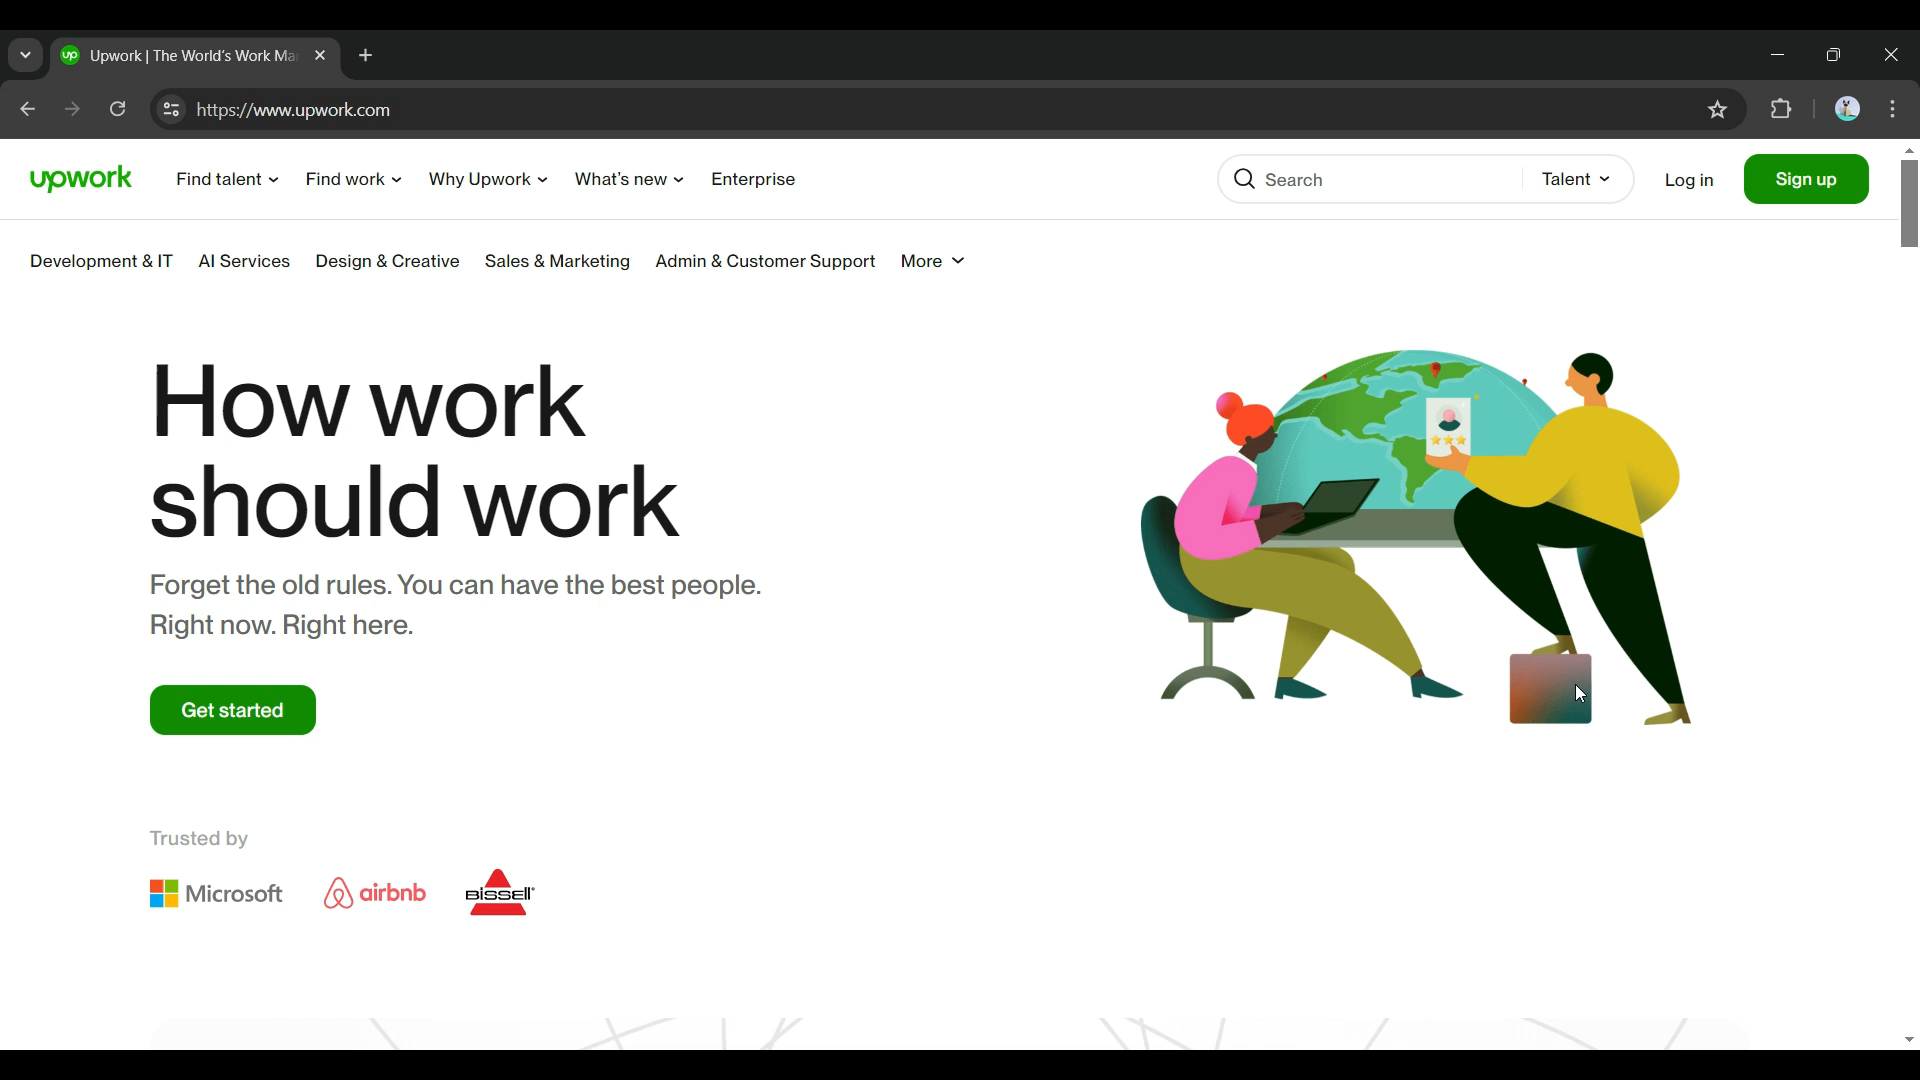 Upwork | The World's Work Ma
https://www.upwork.com
upwork Find talent Find work Why Upwork What's new Enterprise Search Talent Log in Sign up
Development & IT AI Services Design & Creative Sales & Marketing Admin & Customer Support More
How work
should work
Forget the old rules. You can have the best people.
Right now. Right here.
Get started
Trusted by
Microsoft airbnb BISSELL